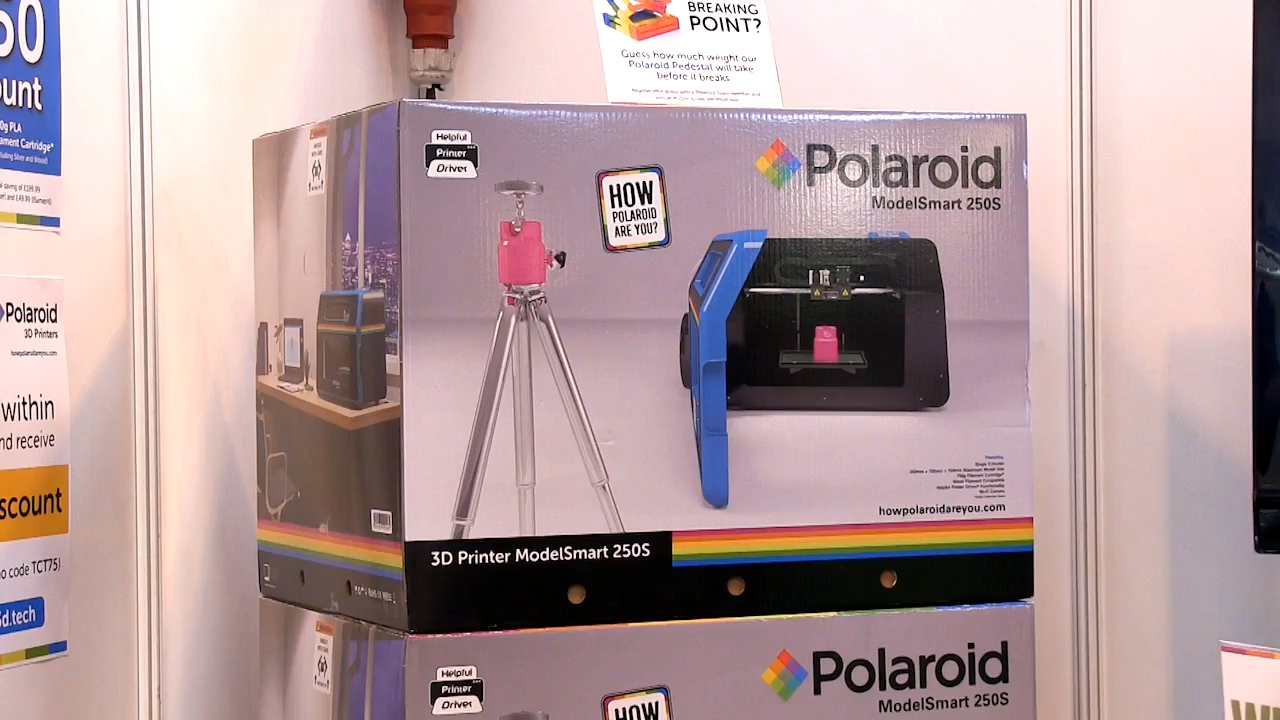 BREAKING
POINT?
Guess how much weight our
Polaroid Pedestal will take
before it breaks
50
ount
0g PLA
ament Cartridge*
Polaroid
3D Printers
howpolaroidareyou.com
within
nd receive
scount
o code TCT75)
d.tech
Helpful
Printer
Driver
HOW
POLAROID
ARE YOU?
Polaroid
ModelSmart 250S
howpolaroidareyou.com
3D Printer ModelSmart 250S
Helpful
Printer
Driver
HOW
Polaroid
ModelSmart 250S